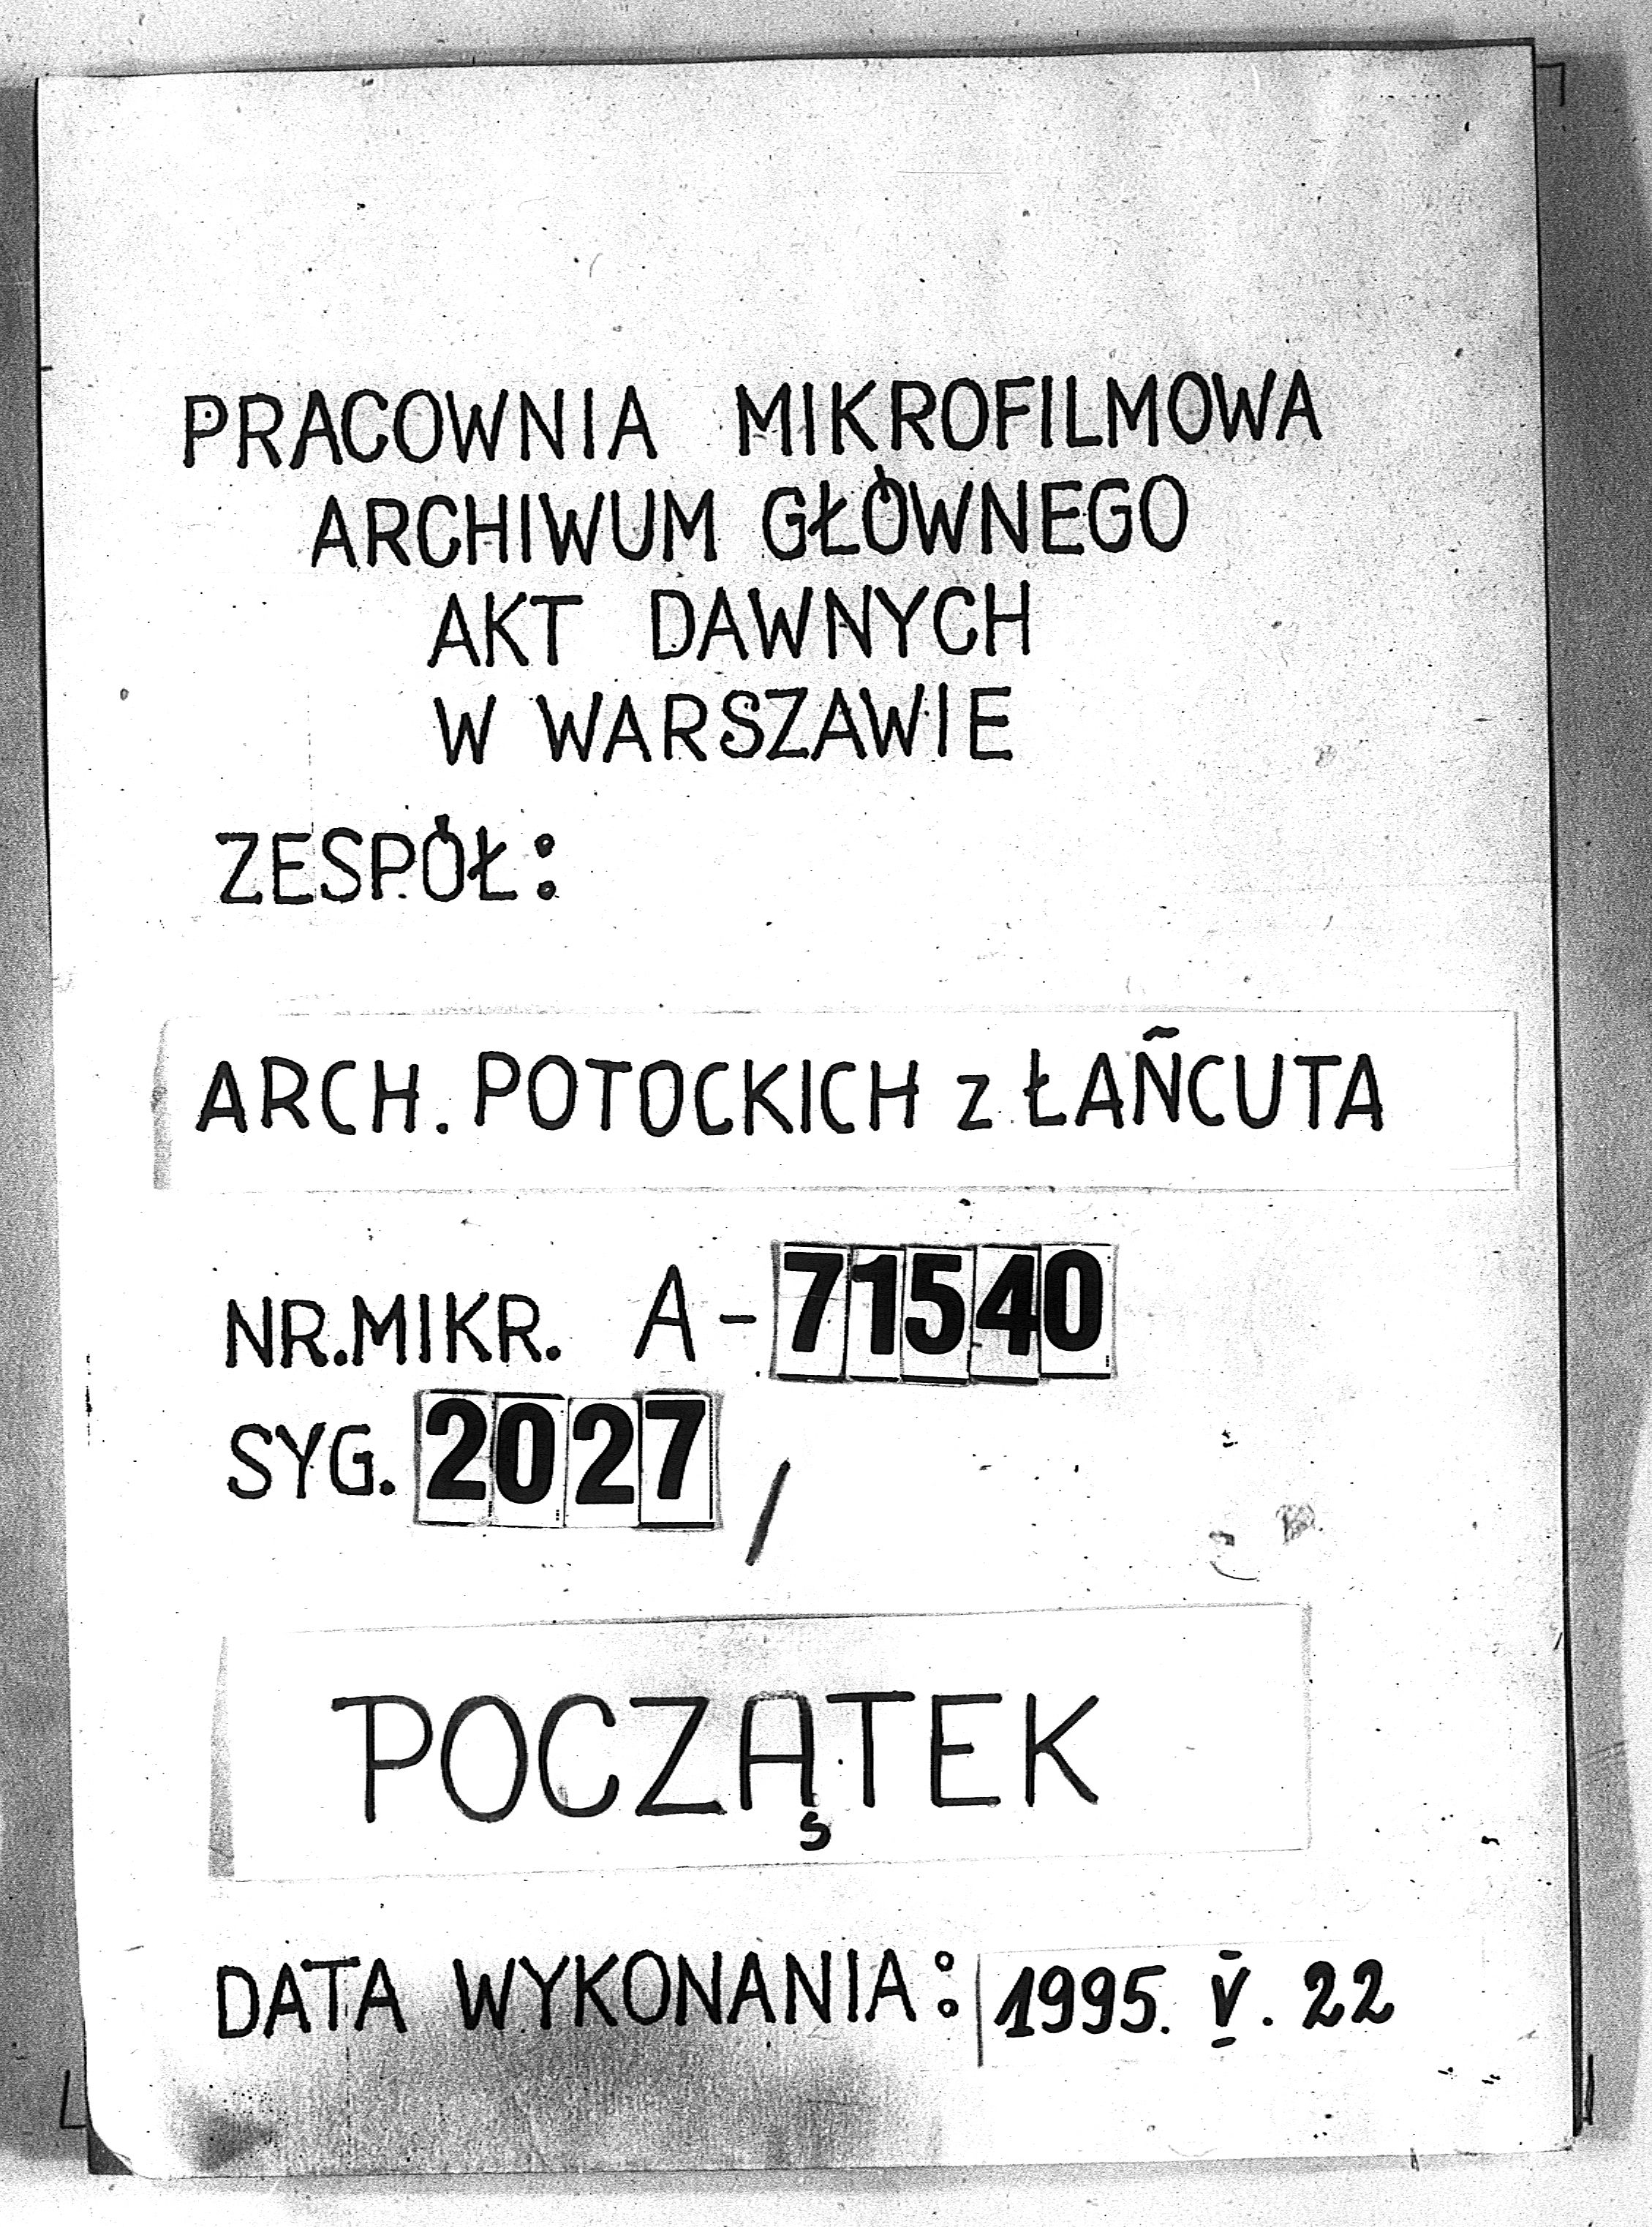 PRACOWNIA MIKROFILMOWA
ARCHIWUM GŁÓWNEGO
AKT DAWNYCH
W WARSZAWIE
ZESPÓŁ:
ARCH. POTOCKICH z ŁAŃCUTA
NR.MIKR. A-71540
SYG. 2027 /
POCZĄTEK
DATA WYKONANIA: 1995. V. 22